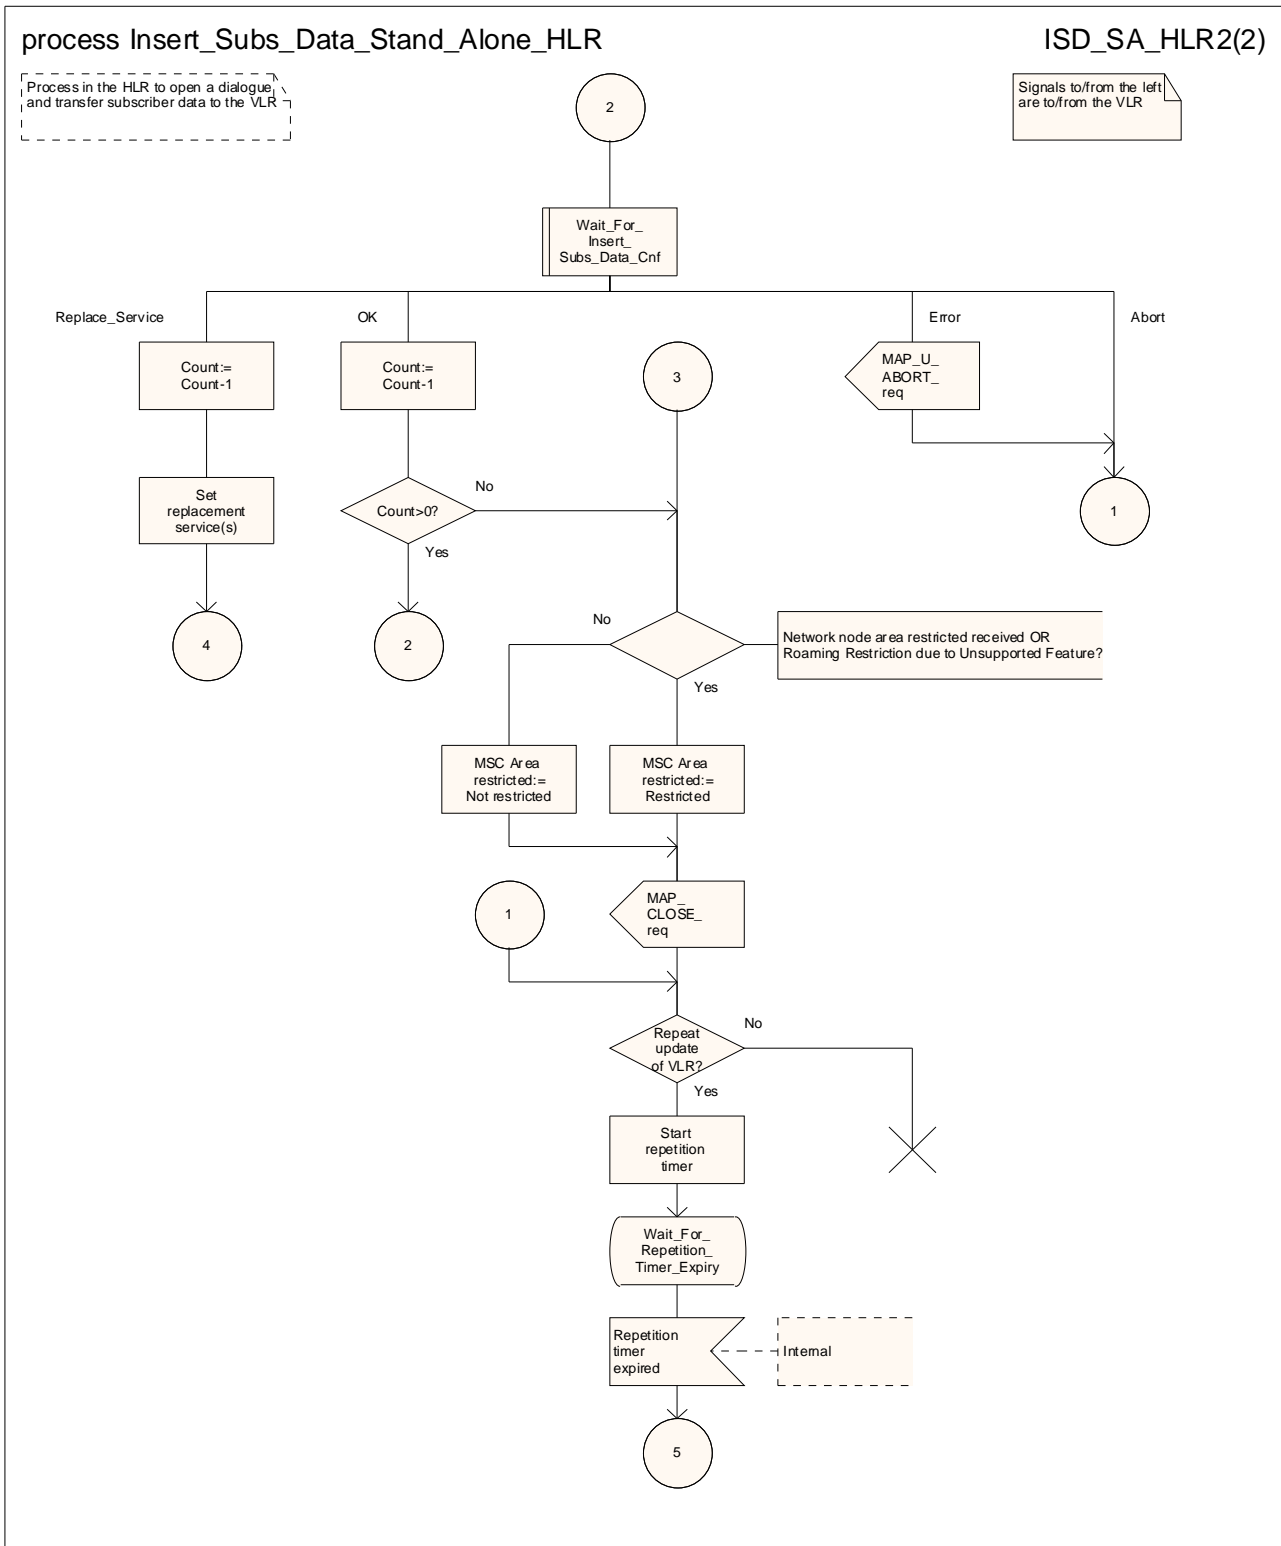 process Insert_Subs_Data_Stand_Alone_HLR
ISD_SA_HLR2(2)
Process in the HLR to open a dialogue
and transfer subscriber data to the VLR
Signals to/from the left
are to/from the VLR
2
Wait_For_
Insert_
Subs_Data_Cnf
Replace_Service
OK
Error
Abort
Count:=
Count-1
Count:=
Count-1
3
MAP_U_
ABORT_
req
Set
replacement
service(s)
Count>0?
No
Yes
1
4
2
No
Yes
Network node area restricted received OR
Roaming Restriction due to Unsupported Feature?
MSC Area
restricted:=
Not restricted
MSC Area
restricted:=
Restricted
1
MAP_
CLOSE_
req
Repeat
update
of VLR?
No
Yes
Start
repetition
timer
Wait_For_
Repetition_
Timer_Expiry
Repetition
timer
expired
Internal
5